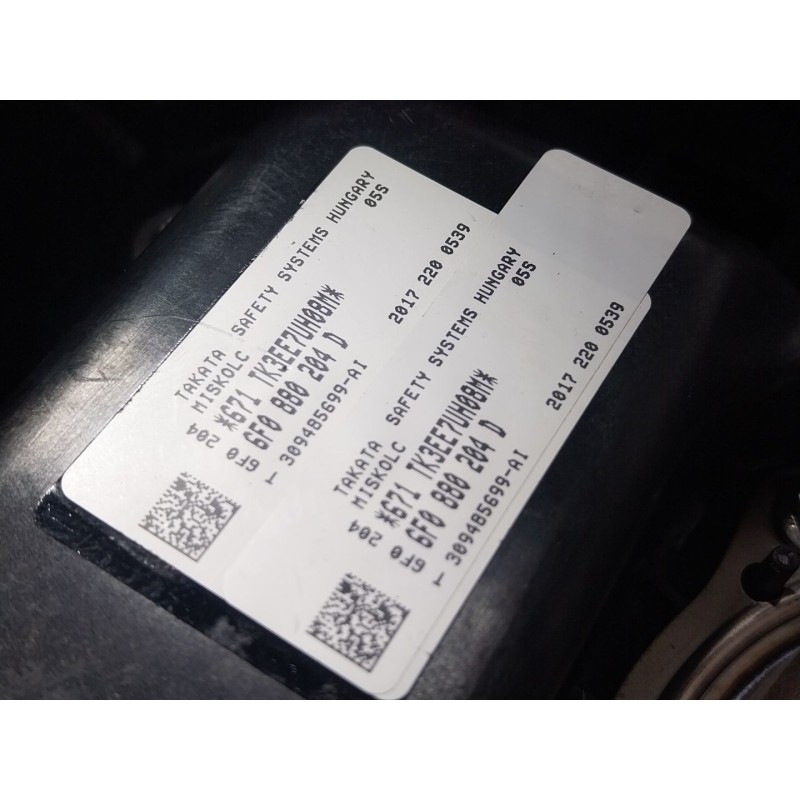 TAKATA SAFETY SYSTEMS HUNGARY
MISKOLC 05S
*671 TK3EE7UH08M*
6F0 204 6F0 880 204 D
T 309485699-AI 2017 220 0539
TAKATA SAFETY SYSTEMS HUNGARY
MISKOLC 05S
*671 TK3EE7UH08M*
6F0 204 6F0 880 204 D
T 309485699-AI 2017 220 0539